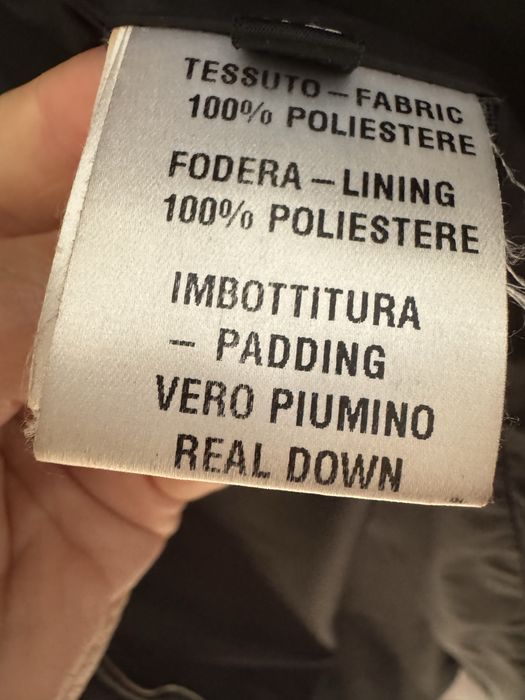 TESSUTO – FABRIC
100% POLIESTERE
FODERA – LINING
100% POLIESTERE
IMBOTTITURA
– PADDING
VERO PIUMINO
REAL DOWN